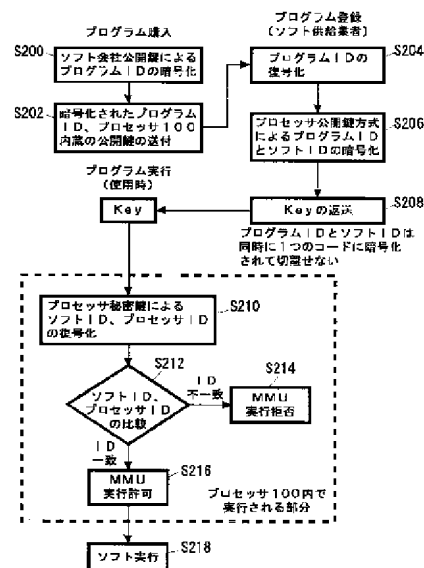 プログラム購入
S200
ソフト会社公開鍵による
プログラムIDの暗号化
S202
暗号化されたプログラム
ID、プロセッサ100
内蔵の公開鍵の送付
プログラム登録
(ソフト供給業者)
S204
プログラムIDの
復号化
S206
プロセッサ公開鍵方式
によるプログラムID
とソフトIDの暗号化
S208
Keyの返送
プログラムIDとソフトIDは
同時に1つのコードに暗号化
されて切離せない
プログラム実行
(使用時)
Key
S210
プロセッサ秘密鍵による
ソフトID、プロセッサID
の復号化
S212
ソフトID、
プロセッサID
の比較
ID
不一致
S214
MMU
実行拒否
ID
一致
S216
MMU
実行許可
プロセッサ100内で
実行される部分
S218
ソフト実行